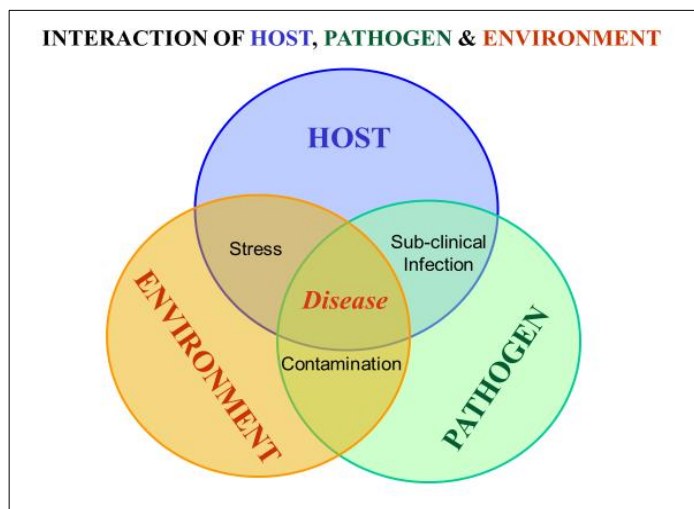 INTERACTION OF HOST, PATHOGEN & ENVIRONMENT
HOST
Stress
Sub-clinical
Infection
Disease
ENVIRONMENT
Contamination
PATHOGEN